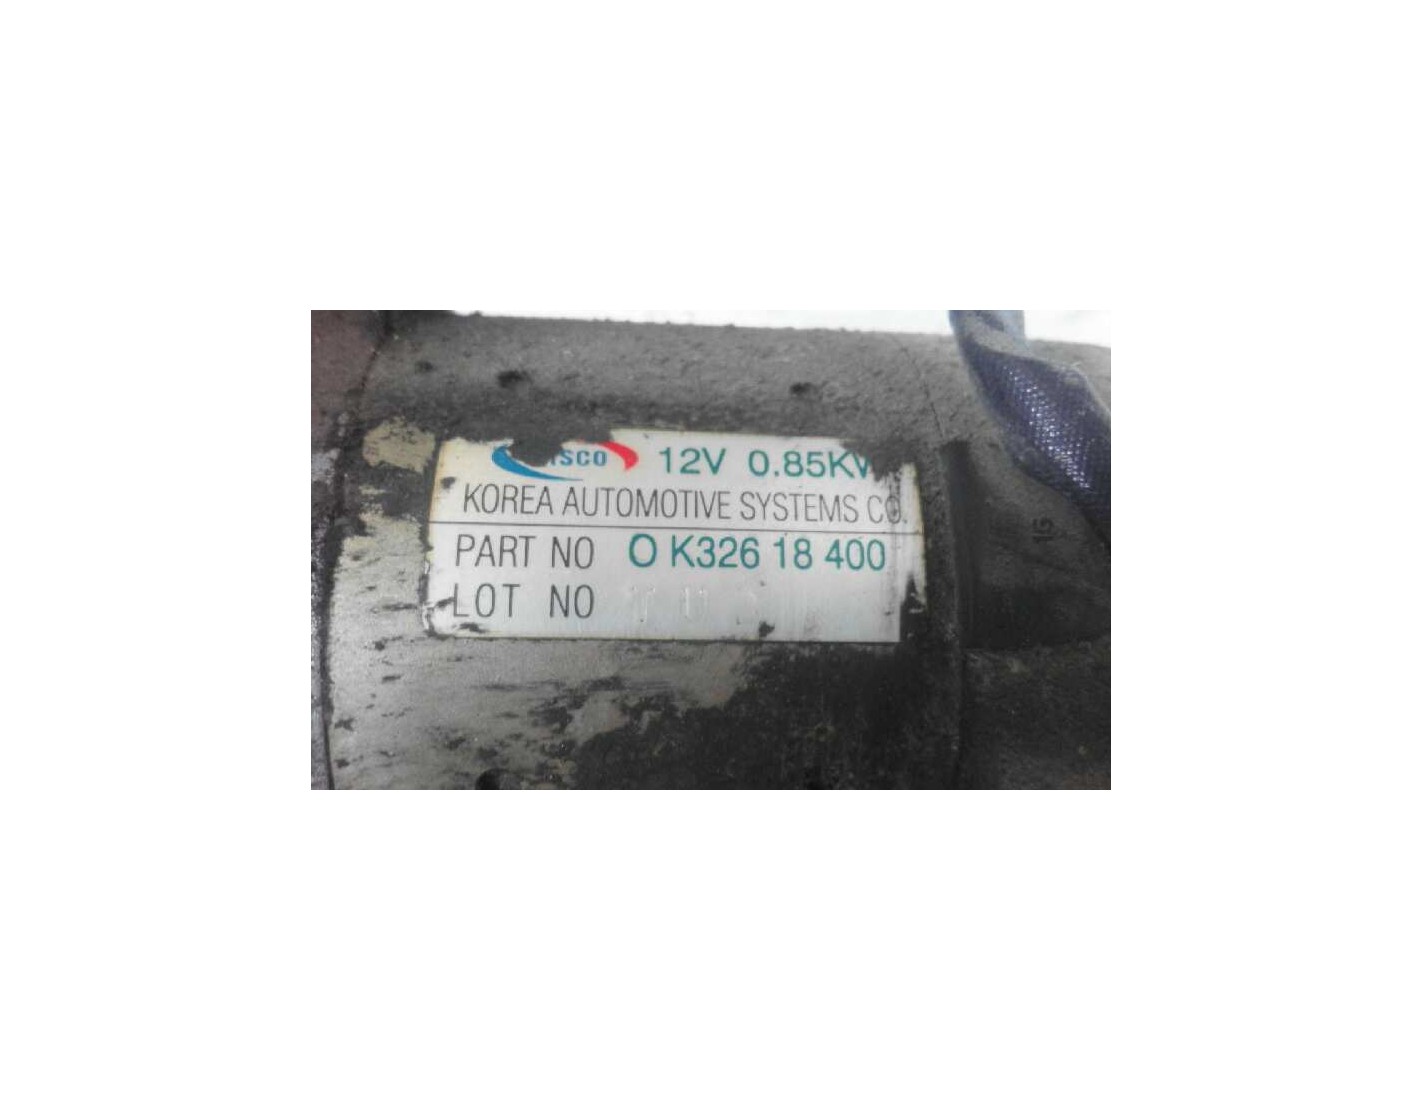 12V 0.85KW
KOREA AUTOMOTIVE SYSTEMS CO.
PART NO O K326 18 400
LOT NO